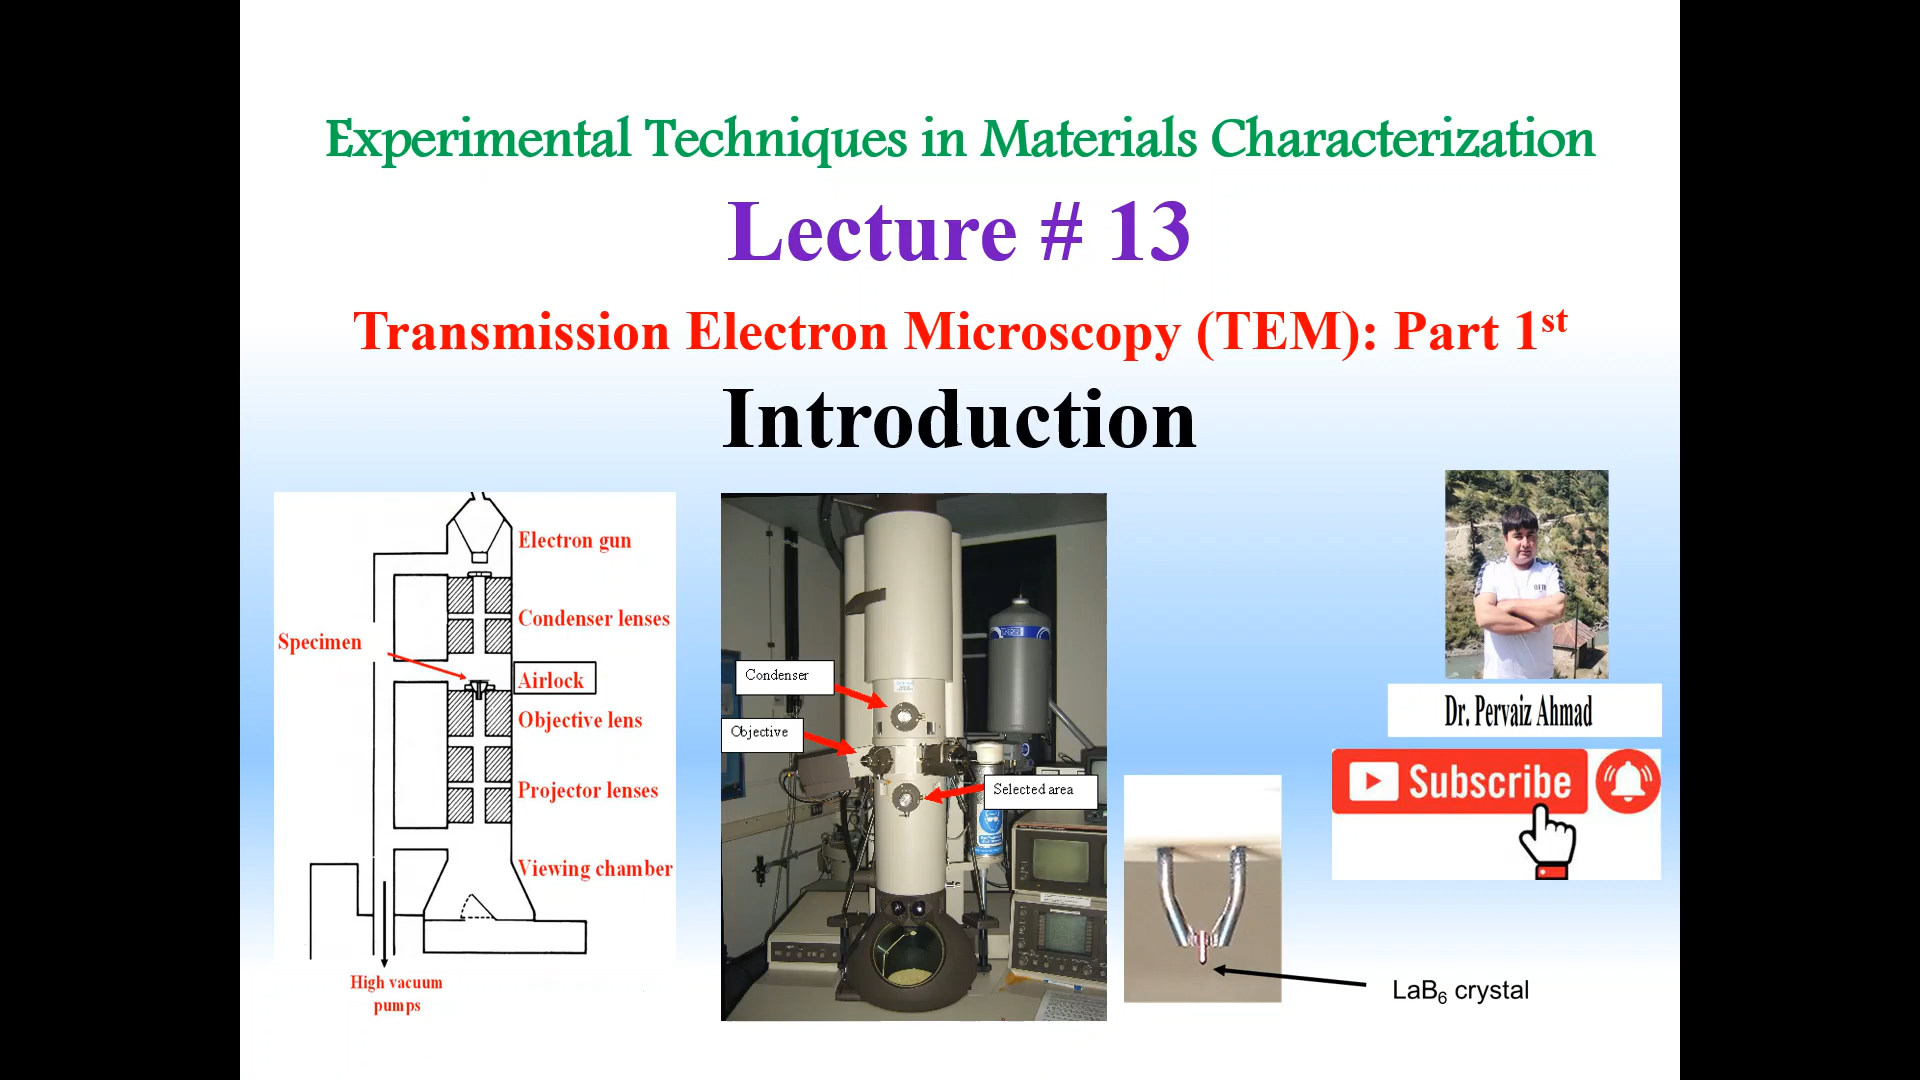 Experimental Techniques in Materials Characterization
Lecture # 13
Transmission Electron Microscopy (TEM): Part 1st
Introduction
Electron gun
Condenser lenses
Specimen
Airlock
Objective lens
Projector lenses
Viewing chamber
High vacuum
pumps
Condenser
Objective
Selected area
LaB6 crystal
Dr. Pervaiz Ahmad
Subscribe